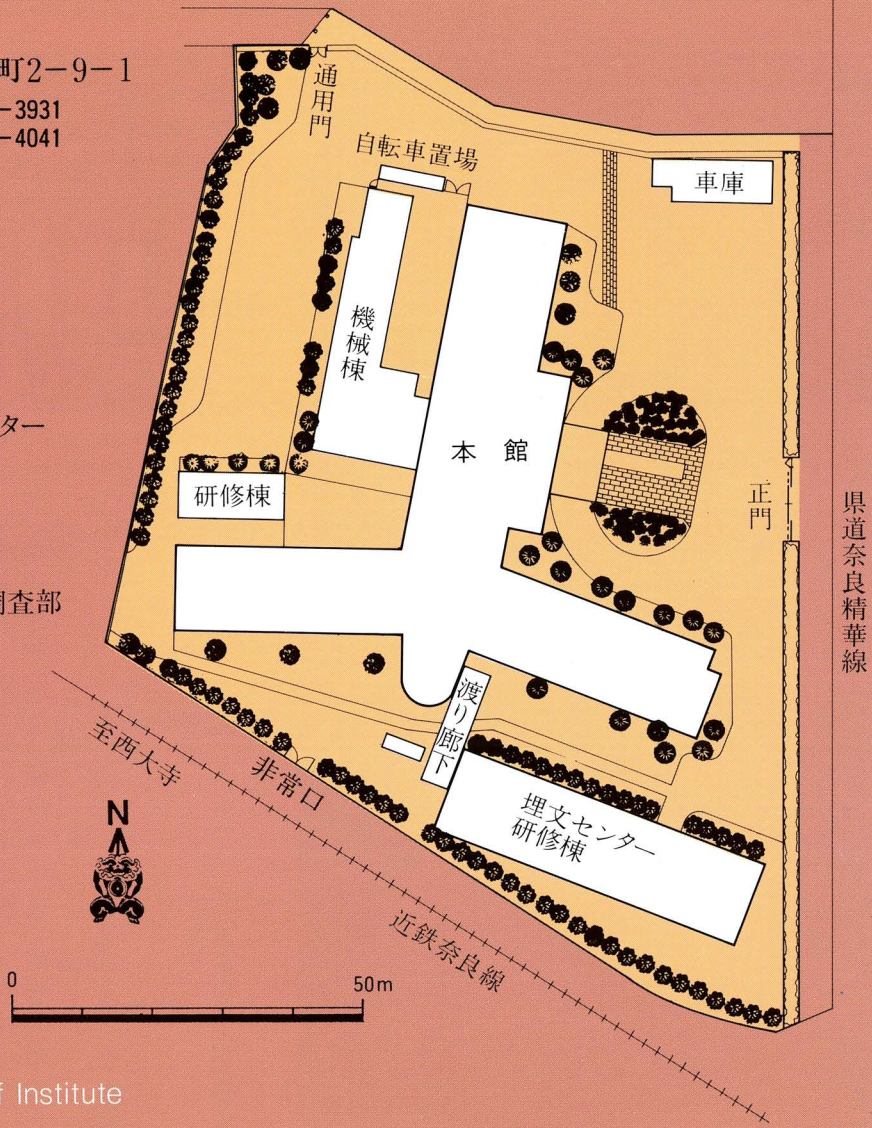 町2-9-1
-3931
-4041
通用門
自転車置場
車庫
機械棟
本館
ター
研修棟
正門
県道奈良精華線
査部
渡り廊下
至西大寺
非常口
N
埋文センター
研修棟
近鉄奈良線
0
50m
f Institute